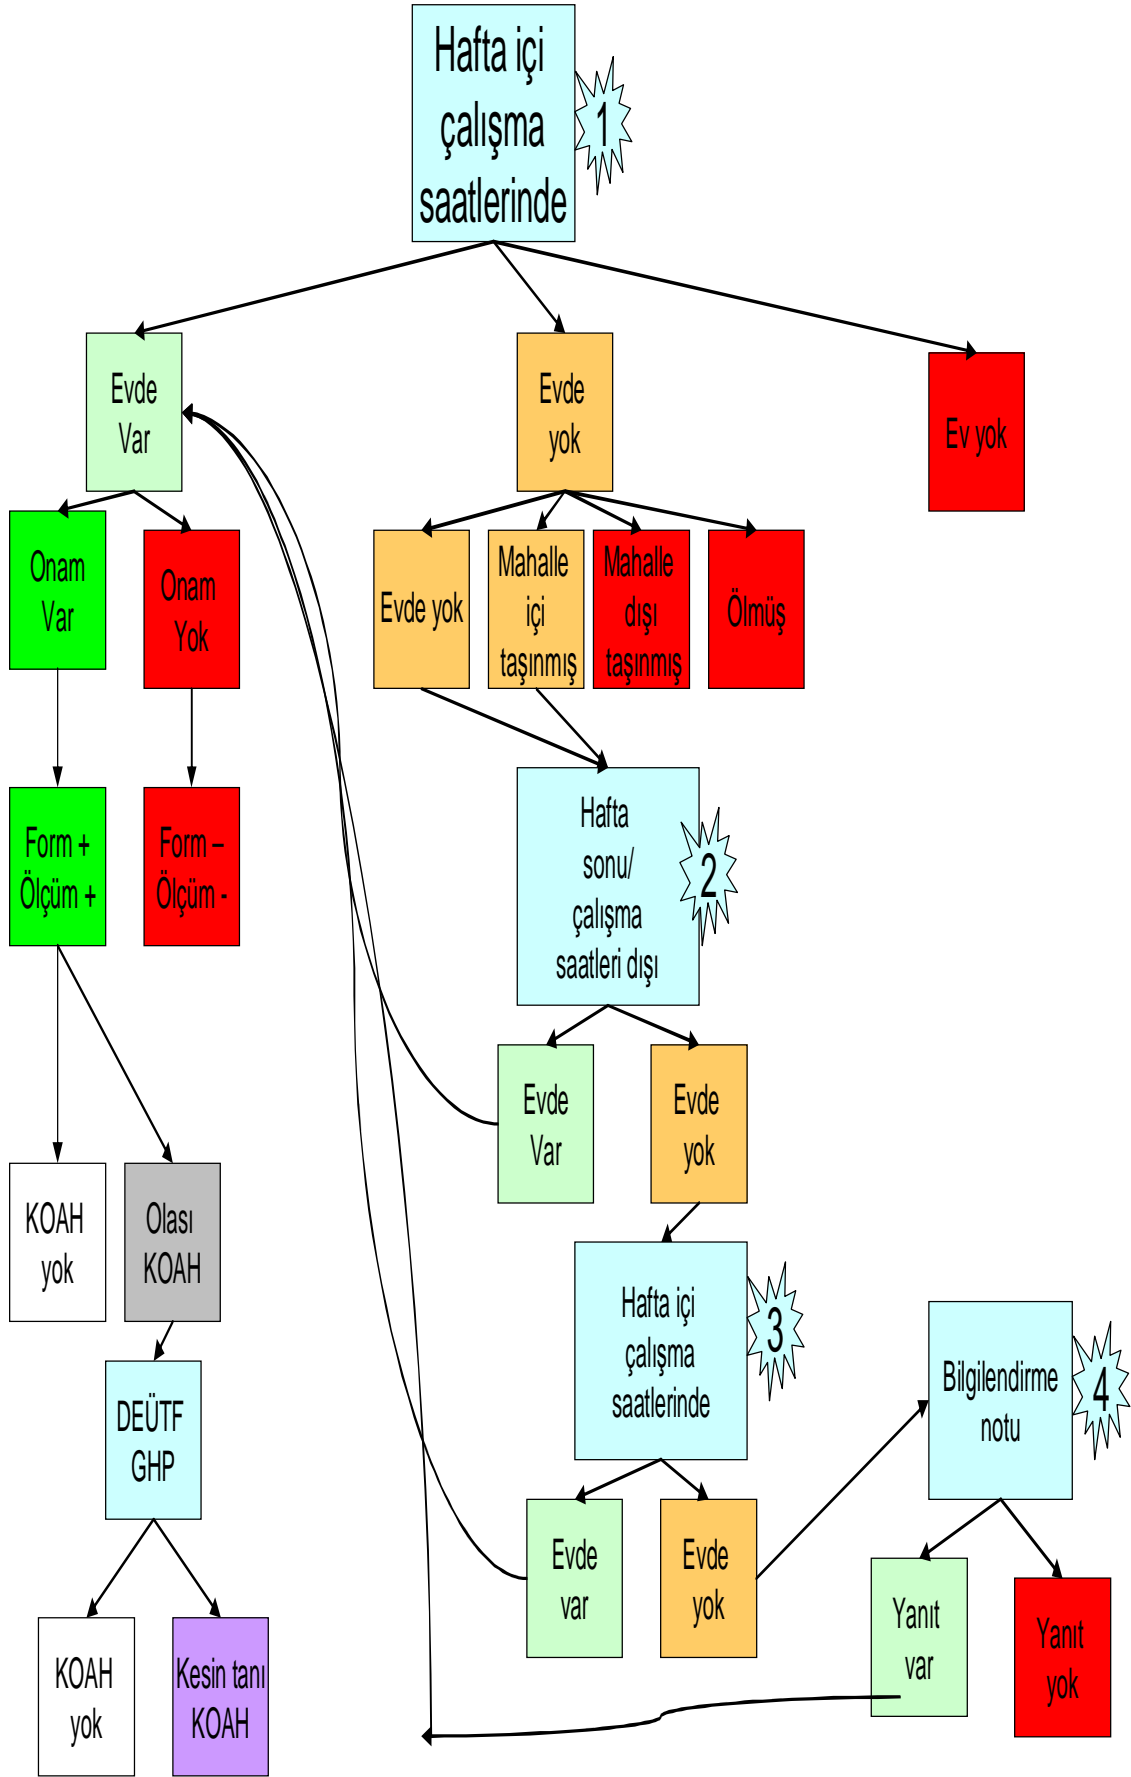 Hafta içi
çalışma
saatlerinde
1
Evde
Var
Evde
yok
Ev yok
Onam
Var
Onam
Yok
Evde yok
Mahalle
içi
taşınmış
Mahalle
dışı
taşınmış
Ölmüş
Form +
Ölçüm +
Form –
Ölçüm -
Hafta
sonu/
çalışma
saatleri dışı
2
Evde
Var
Evde
yok
KOAH
yok
Olası
KOAH
Hafta içi
çalışma
saatlerinde
3
Bilgilendirme
notu
4
DEÜTF
GHP
Evde
var
Evde
yok
Yanıt
var
Yanıt
yok
KOAH
yok
Kesin tanı
KOAH